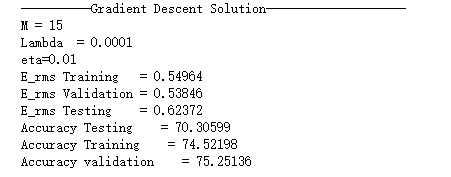 ——————————Gradient Descent Solution————————————————————
M = 15
Lambda  = 0.0001
eta=0.01
E_rms Training   = 0.54964
E_rms Validation = 0.53846
E_rms Testing    = 0.62372
Accuracy Testing    = 70.30599
Accuracy Training    = 74.52198
Accuracy validation    = 75.25136